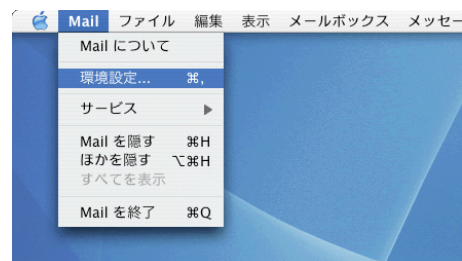 Mail ファイル 編集 表示 メールボックス メッセー
Mail について
環境設定... ⌘,
サービス ▶
Mail を隠す ⌘H
ほかを隠す ⌥⌘H
すべてを表示
Mail を終了 ⌘Q